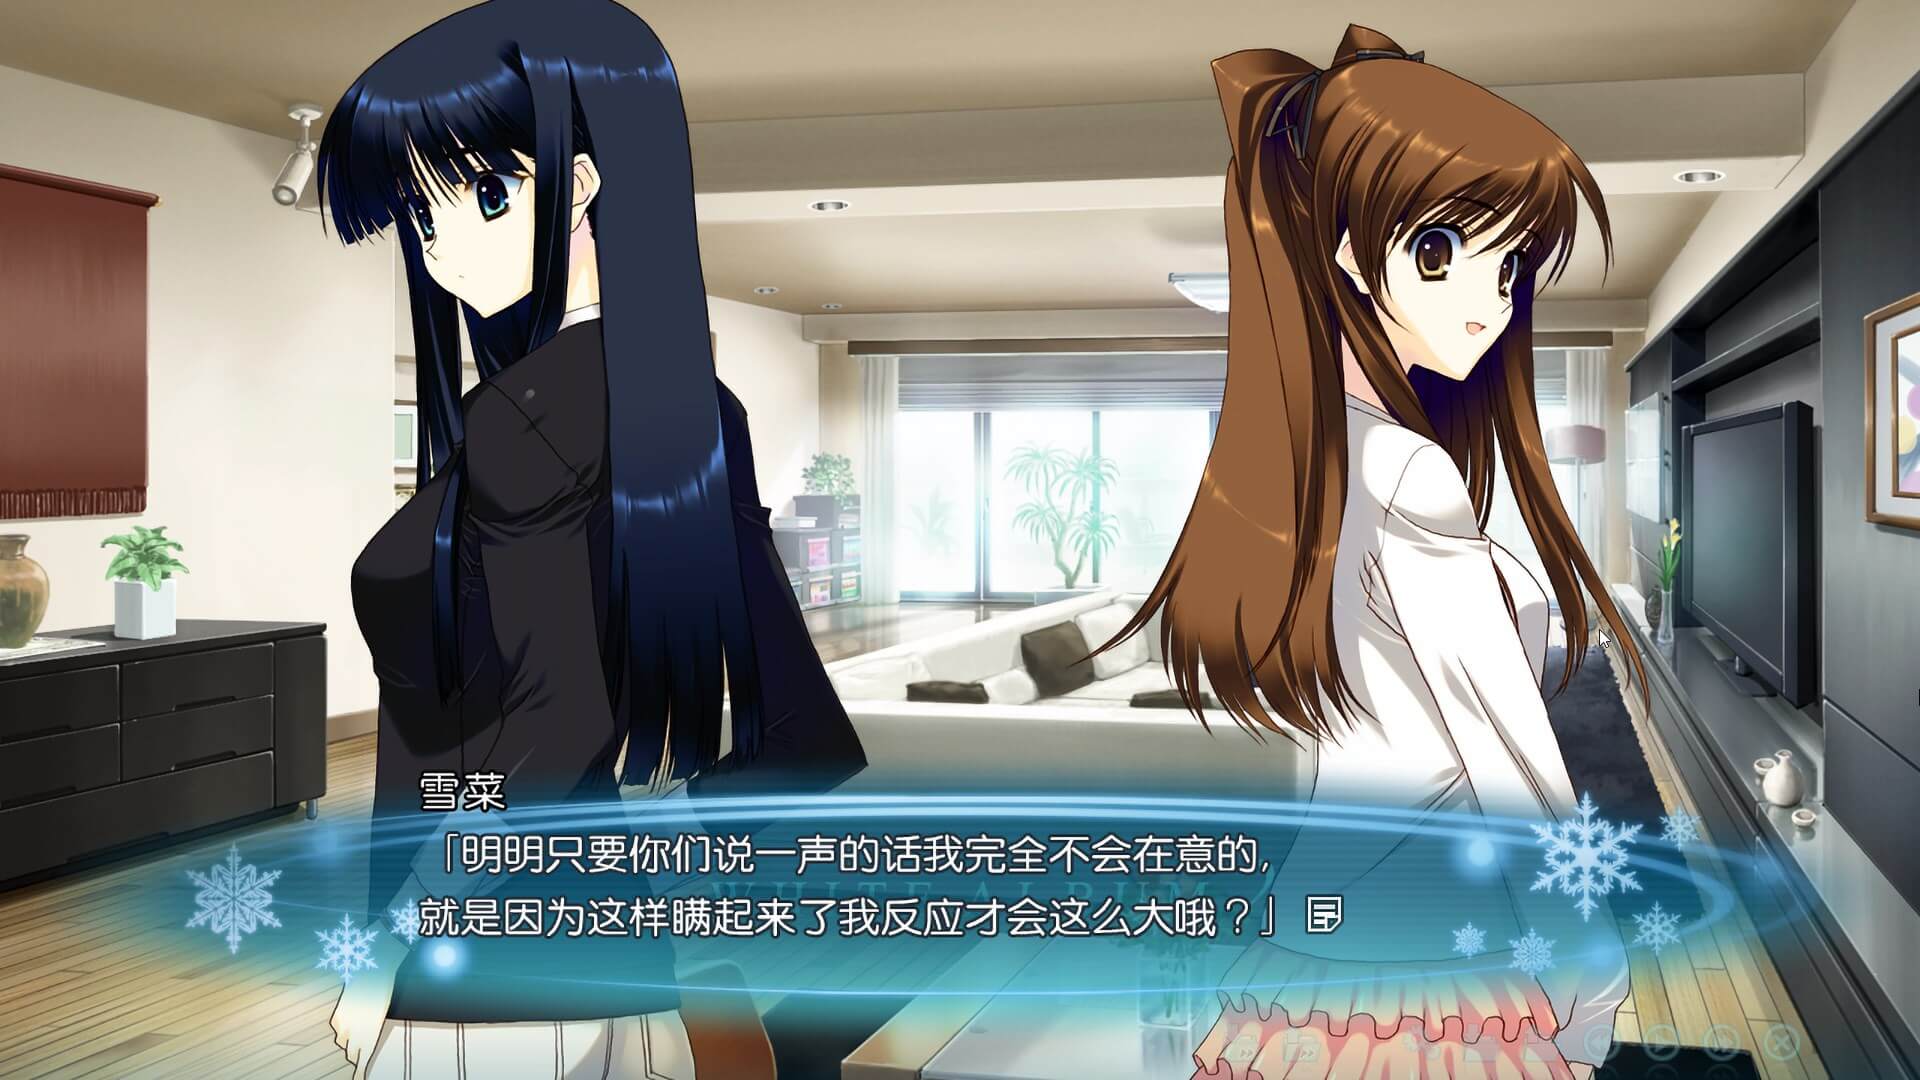 雪菜
「明明只要你们说一声的话我完全不会在意的,
就是因为这样瞒起来了我反应才会这么大哦？」
WHITE ALBUM